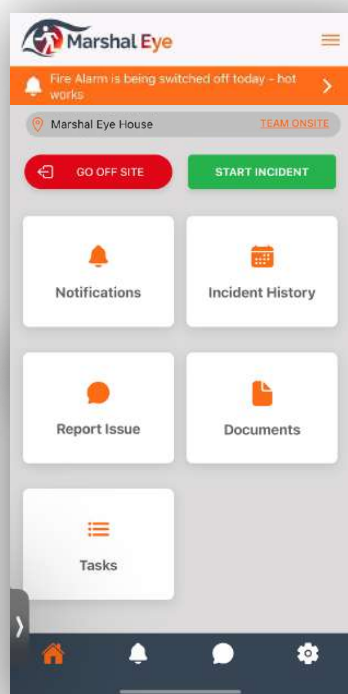 Marshal Eye
Fire Alarm is being switched off today - hot
works
Marshal Eye House
TEAM ONSITE
GO OFF SITE
START INCIDENT
Notifications
Incident History
Report Issue
Documents
Tasks